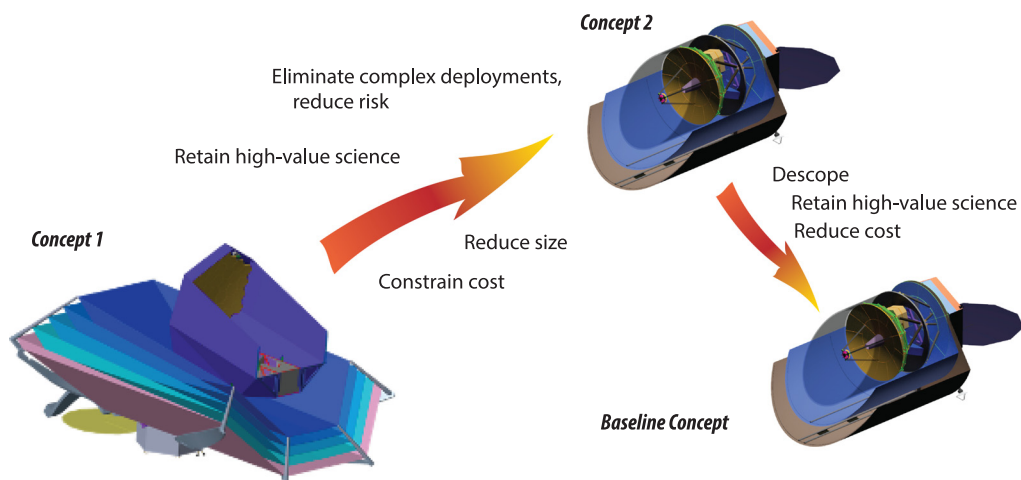 Concept 2
Eliminate complex deployments,
reduce risk
Retain high-value science
Concept 1
Reduce size
Constrain cost
Descope
Retain high-value science
Reduce cost
Baseline Concept